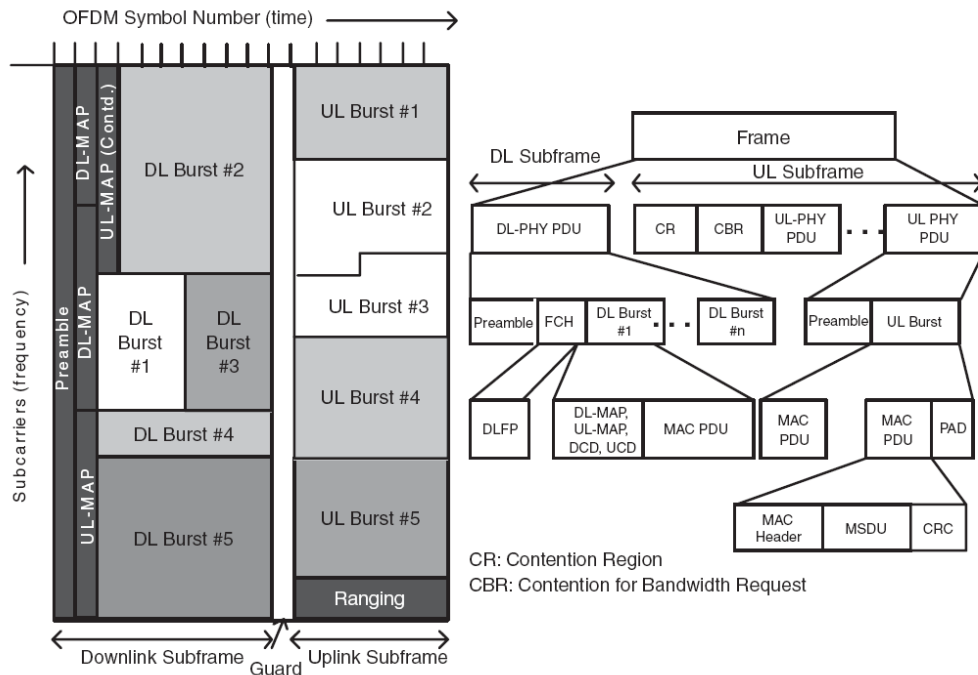 OFDM Symbol Number (time)
Subcarriers (frequency)
Preamble
DL-MAP
DL-MAP
UL-MAP
UL-MAP (Contd.)
DL Burst #2
DL
Burst
#1
DL
Burst
#3
DL Burst #4
DL Burst #5
UL Burst #1
UL Burst #2
UL Burst #3
UL Burst #4
UL Burst #5
Ranging
Downlink Subframe
Guard
Uplink Subframe
Frame
DL Subframe
UL Subframe
DL-PHY PDU
CR
CBR
UL-PHY
PDU
. . .
UL PHY
PDU
Preamble
FCH
DL Burst
#1
. . .
DL Burst
#n
Preamble
UL Burst
DLFP
DL-MAP,
UL-MAP,
DCD, UCD
MAC PDU
MAC
PDU
MAC
PDU
PAD
MAC
Header
MSDU
CRC
CR: Contention Region
CBR: Contention for Bandwidth Request